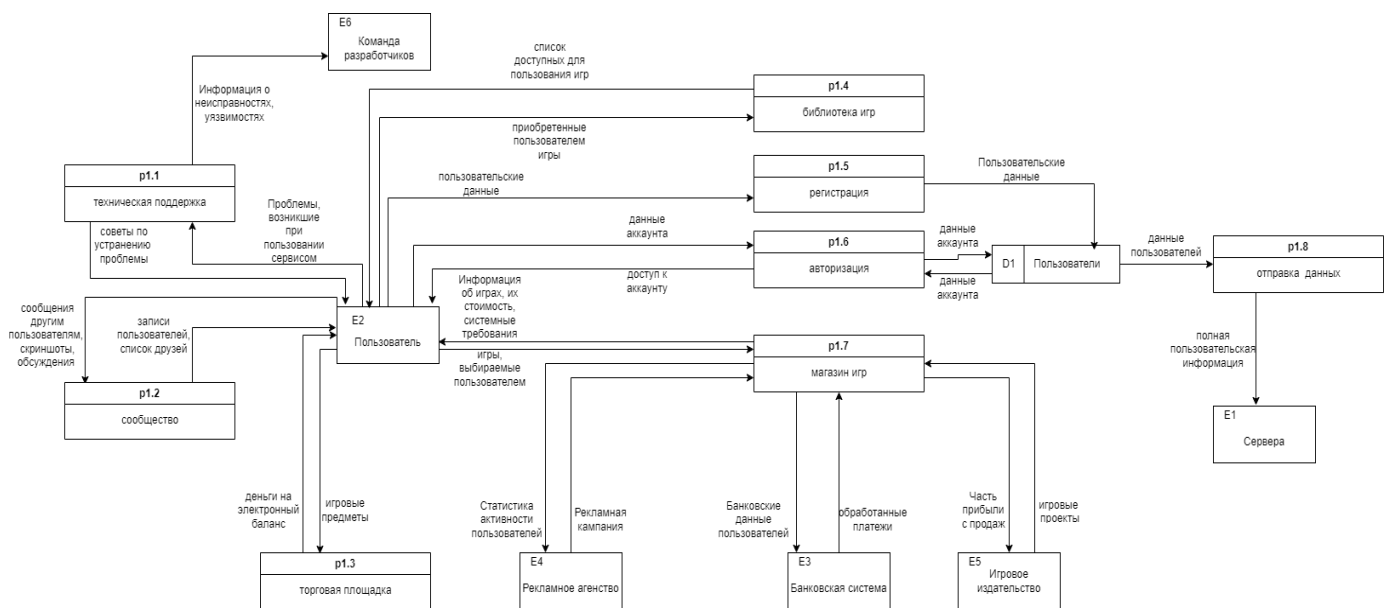 E6
Команда
разработчиков
Информация о
неисправностях,
уязвимостях
список
доступных для
пользования игр
p1.4
библиотека игр
приобретенные
пользователем
игры
p1.1
техническая поддержка
советы по
устранению
проблемы
Проблемы,
возникшие
при
пользовании
сервисом
пользовательские
данные
p1.5
регистрация
Пользовательские
данные
данные
аккаунта
p1.6
авторизация
доступ к
аккаунту
данные
аккаунта
данные
аккаунта
D1
Пользователи
данные
пользователей
p1.8
отправка данных
полная
пользовательская
информация
E1
Сервера
сообщения
другим
пользователям,
скриншоты,
обсуждения
записи
пользователей,
список друзей
E2
Пользователь
Информация
об играх, их
стоимость,
системные
требования
игры,
выбираемые
пользователем
p1.7
магазин игр
p1.2
сообщество
деньги на
электронный
баланс
игровые
предметы
p1.3
торговая площадка
Статистика
активности
пользователей
Рекламная
кампания
E4
Рекламное агенство
Банковские
данные
пользователей
обработанные
платежи
E3
Банковская система
Часть
прибыли
с продаж
игровые
проекты
E5
Игровое
издательство